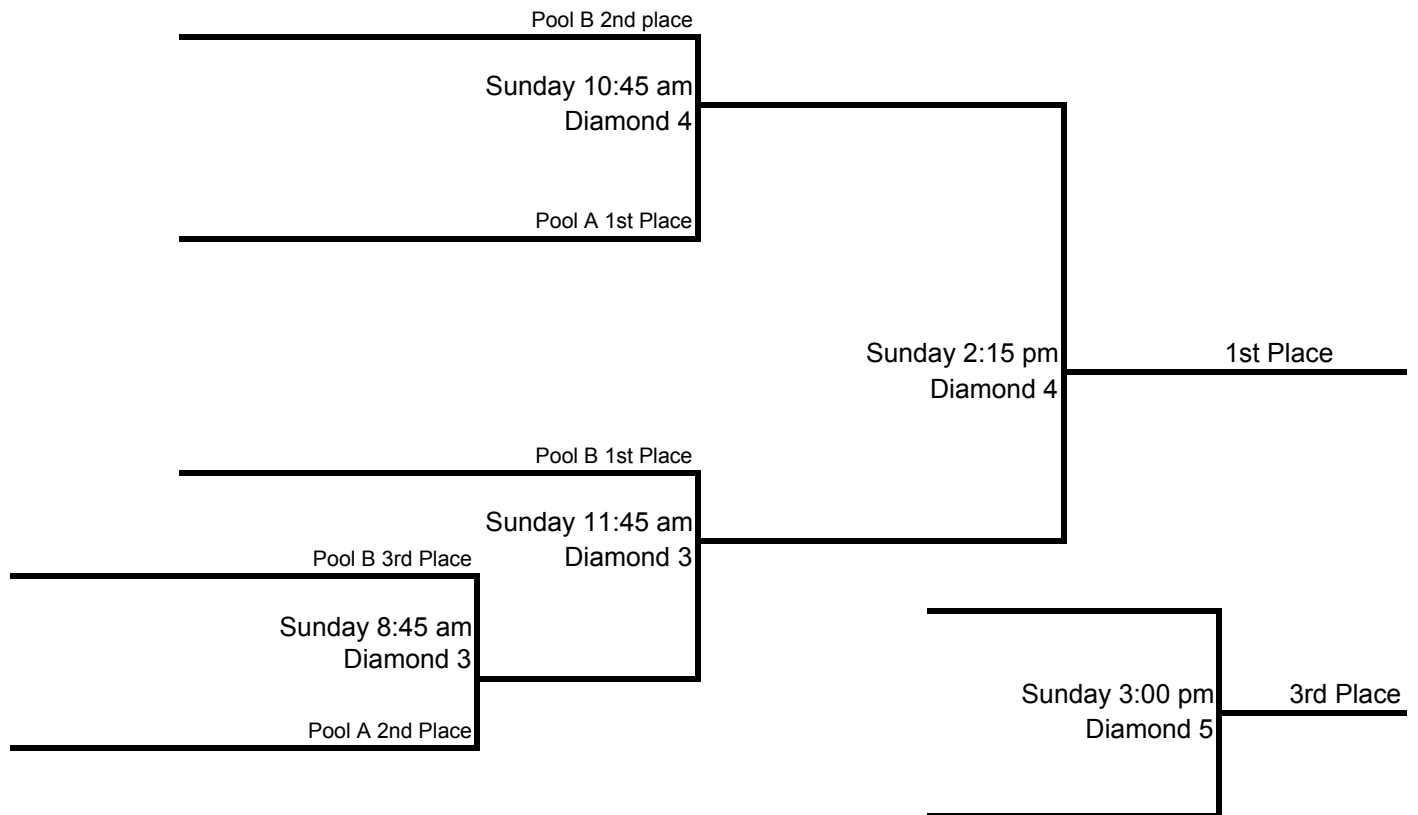 Pool B 2nd place
Sunday 10:45 am
Diamond 4
Pool A 1st Place
Sunday 2:15 pm
Diamond 4
1st Place
Pool B 1st Place
Sunday 11:45 am
Diamond 3
Pool B 3rd Place
Sunday 8:45 am
Diamond 3
Pool A 2nd Place
Sunday 3:00 pm
Diamond 5
3rd Place